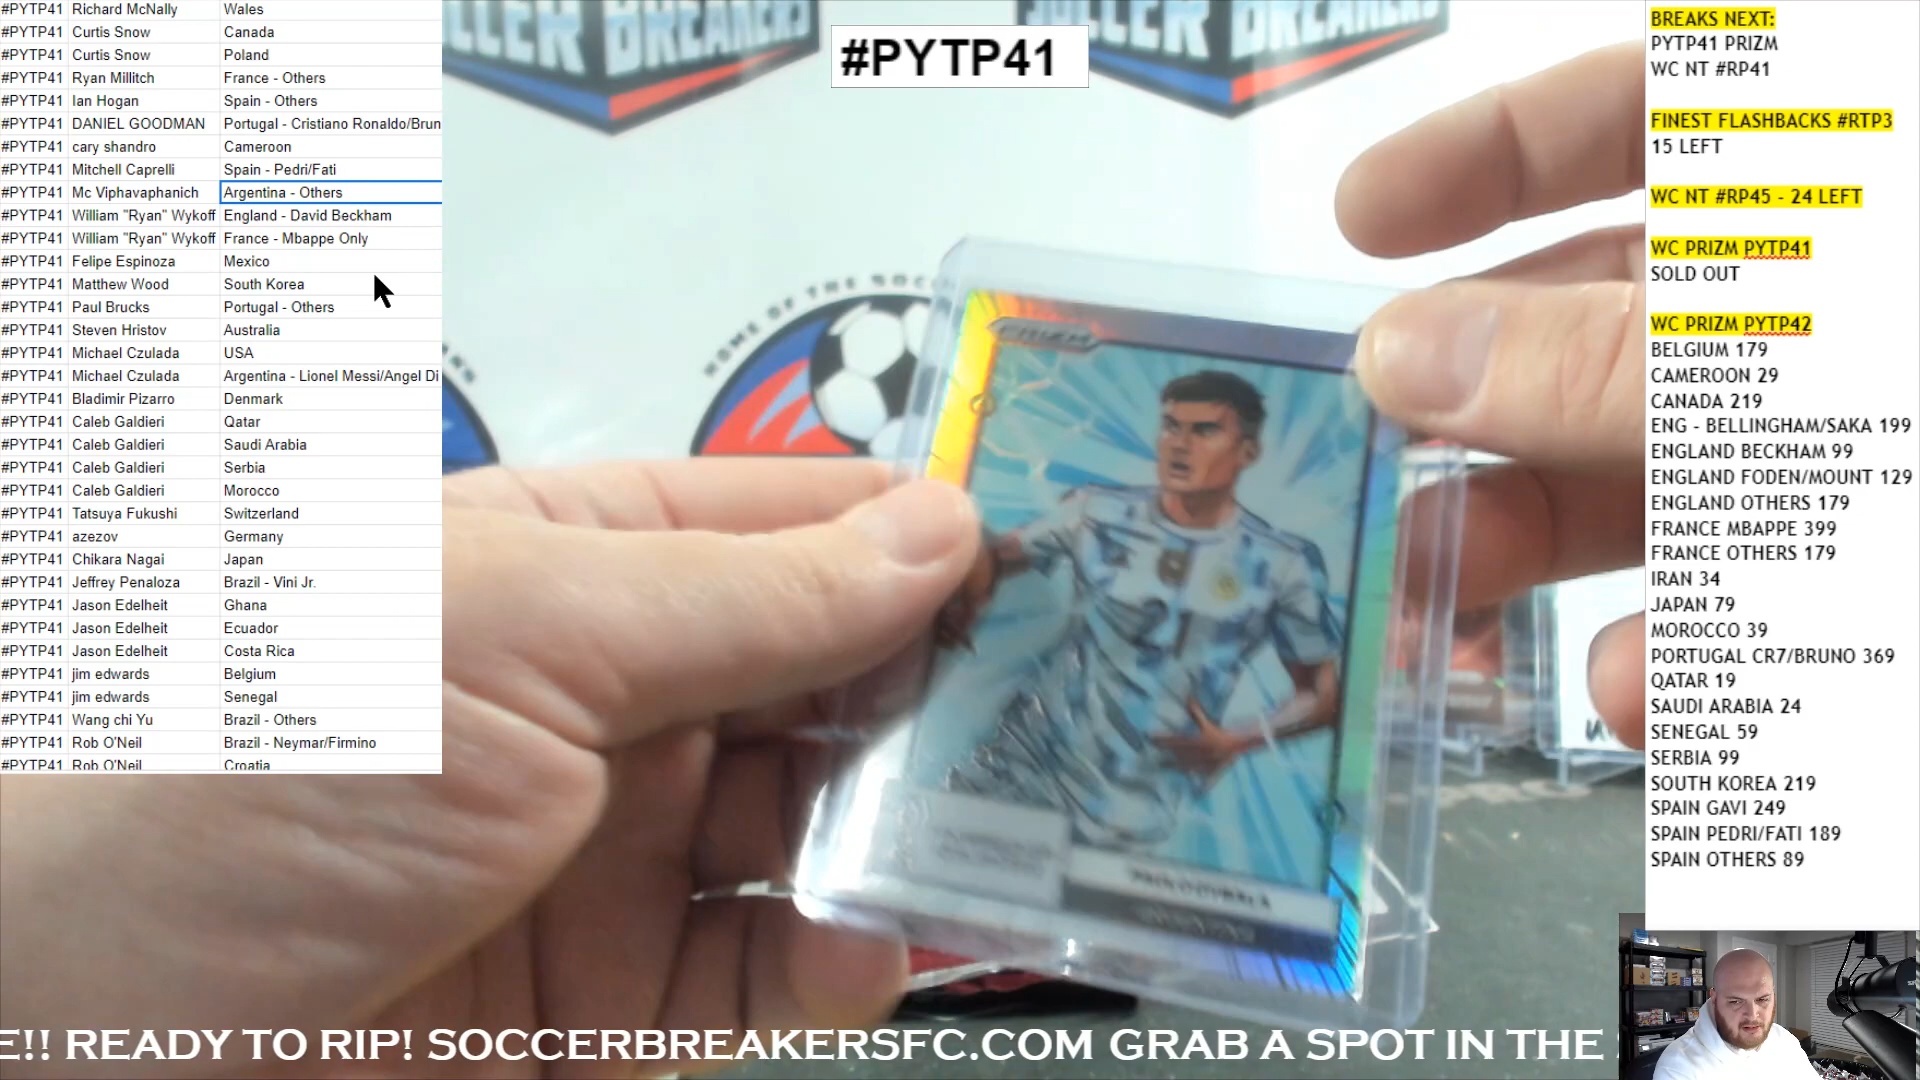 #PYTP41 Richard McNally Wales
#PYTP41 Curtis Snow Canada
#PYTP41 Curtis Snow Poland
#PYTP41 Ryan Millitch France - Others
#PYTP41 Ian Hogan Spain - Others
#PYTP41 DANIEL GOODMAN Portugal - Cristiano Ronaldo/Brun
#PYTP41 cary shandro Cameroon
#PYTP41 Mitchell Caprelli Spain - Pedri/Fati
#PYTP41 Mc Viphavaphanich Argentina - Others
#PYTP41 William "Ryan" Wykoff England - David Beckham
#PYTP41 William "Ryan" Wykoff France - Mbappe Only
#PYTP41 Felipe Espinoza Mexico
#PYTP41 Matthew Wood South Korea
#PYTP41 Paul Brucks Portugal - Others
#PYTP41 Steven Hristov Australia
#PYTP41 Michael Czulada USA
#PYTP41 Michael Czulada Argentina - Lionel Messi/Angel Di
#PYTP41 Bladimir Pizarro Denmark
#PYTP41 Caleb Galdieri Qatar
#PYTP41 Caleb Galdieri Saudi Arabia
#PYTP41 Caleb Galdieri Serbia
#PYTP41 Caleb Galdieri Morocco
#PYTP41 Tatsuya Fukushi Switzerland
#PYTP41 azezov Germany
#PYTP41 Chikara Nagai Japan
#PYTP41 Jeffrey Penaloza Brazil - Vini Jr.
#PYTP41 Jason Edelheit Ghana
#PYTP41 Jason Edelheit Ecuador
#PYTP41 Jason Edelheit Costa Rica
#PYTP41 jim edwards Belgium
#PYTP41 jim edwards Senegal
#PYTP41 Wang chi Yu Brazil - Others
#PYTP41 Rob O'Neil Brazil - Neymar/Firmino
#PYTP41 Rob O'Neil Croatia
SOCCER BREAKERS
#PYTP41
HOME OF THE SOCC
PRIZM
21
PAULO DYBALA
BREAKS NEXT:
PYTP41 PRIZM
WC NT #RP41
FINEST FLASHBACKS #RTP3
15 LEFT
WC NT #RP45 - 24 LEFT
WC PRIZM PYTP41
SOLD OUT
WC PRIZM PYTP42
BELGIUM 179
CAMEROON 29
CANADA 219
ENG - BELLINGHAM/SAKA 199
ENGLAND BECKHAM 99
ENGLAND FODEN/MOUNT 129
ENGLAND OTHERS 179
FRANCE MBAPPE 399
FRANCE OTHERS 179
IRAN 34
JAPAN 79
MOROCCO 39
PORTUGAL CR7/BRUNO 369
QATAR 19
SAUDI ARABIA 24
SENEGAL 59
SERBIA 99
SOUTH KOREA 219
SPAIN GAVI 249
SPAIN PEDRI/FATI 189
SPAIN OTHERS 89
E!! READY TO RIP! SOCCERBREAKERSFC.COM GRAB A SPOT IN THE